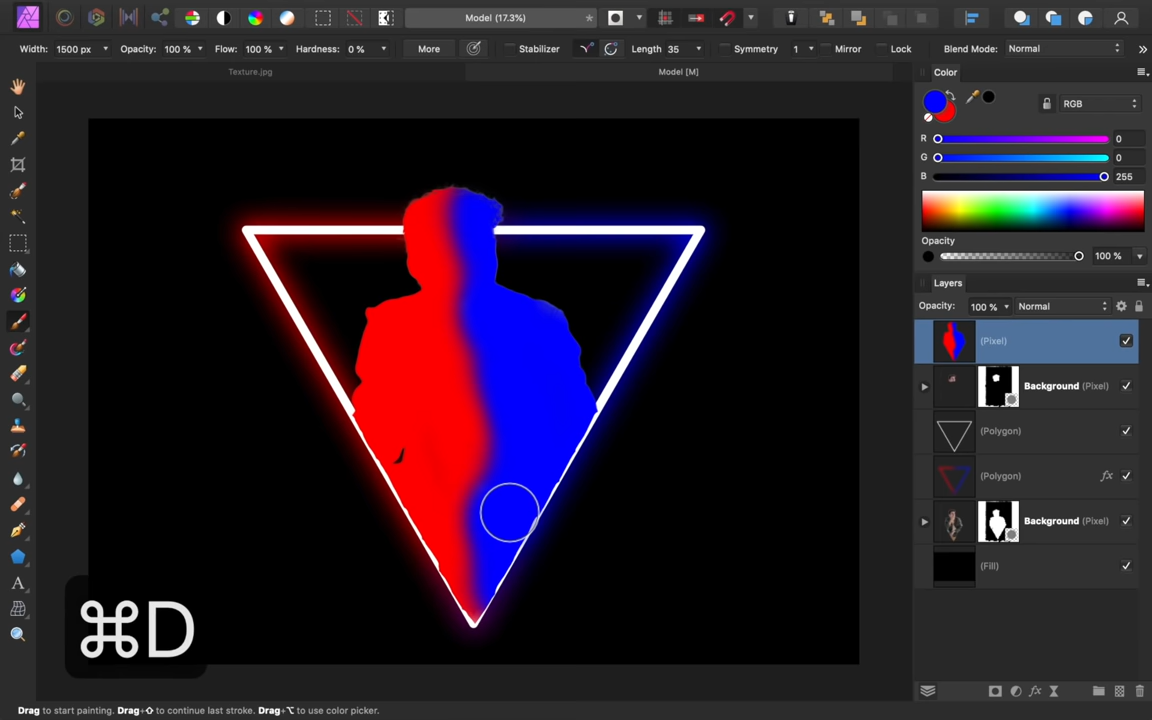 Model (17.3%)
*
Width: 1500 px
Opacity: 100 %
Flow: 100 %
Hardness: 0 %
More
Stabilizer
Length 35
Symmetry
1
Mirror
Lock
Blend Mode: Normal
Texture.jpg
Model [M]
Color
RGB
R
0
G
0
B
255
Opacity
100 %
Layers
Opacity: 100 %
Normal
(Pixel)
Background (Pixel)
(Polygon)
(Polygon)
fx
Background (Pixel)
(Fill)
A
⌘D
fx
Drag to start painting. Drag+⇧ to continue last stroke. Drag+⌥ to use color picker.